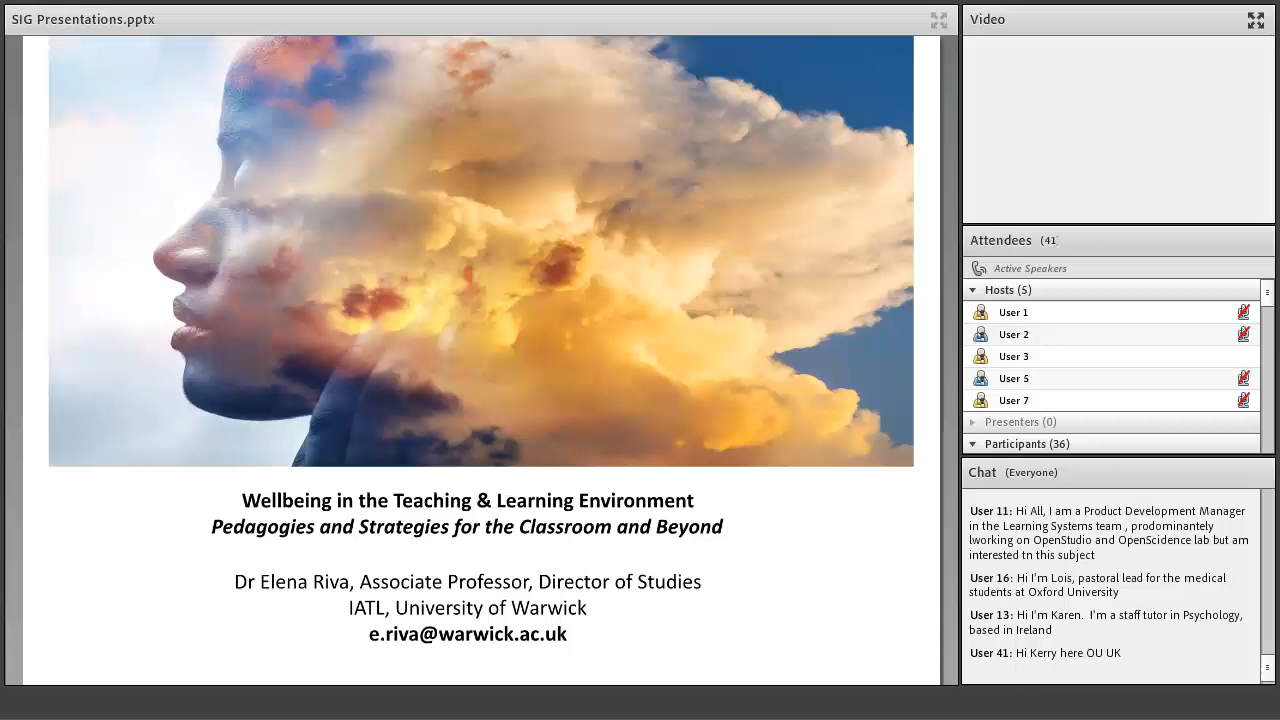 SIG Presentations.pptx
Wellbeing in the Teaching & Learning Environment
Pedagogies and Strategies for the Classroom and Beyond
Dr Elena Riva, Associate Professor, Director of Studies
IATL, University of Warwick
e.riva@warwick.ac.uk
Video
Attendees (41)
Active Speakers
Hosts (5)
User 1
User 2
User 3
User 5
User 7
Presenters (0)
Participants (36)
Chat (Everyone)
User 11: Hi All, I am a Product Development Manager
in the Learning Systems team , prodominantely
lworking on OpenStudio and OpenScidence lab but am
interested tn this subject
User 16: Hi I'm Lois, pastoral lead for the medical
students at Oxford University
User 13: Hi I'm Karen. I'm a staff tutor in Psychology,
based in Ireland
User 41: Hi Kerry here OU UK